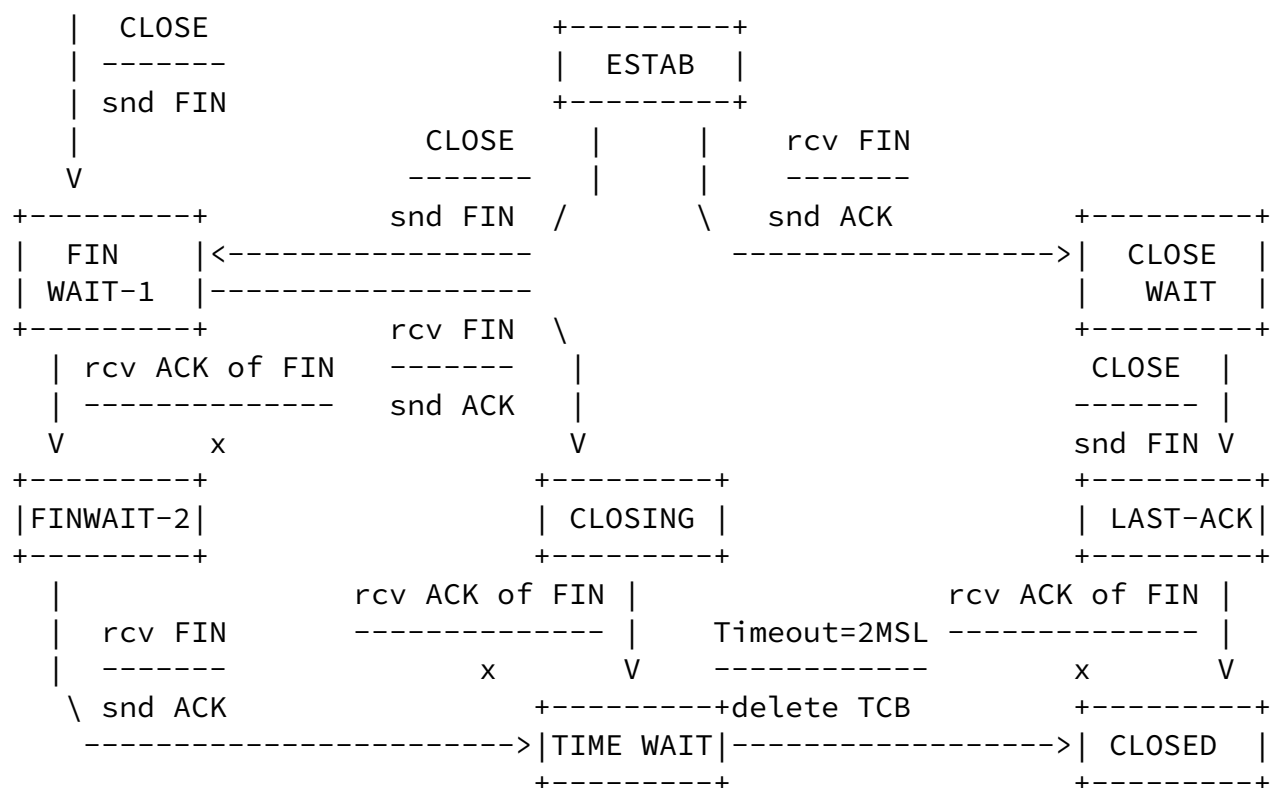 |  CLOSE                   +---------+
    | -------                  |  ESTAB  |
    | snd FIN                  +---------+
    |                   CLOSE    |     |    rcv FIN
    V                  -------   |     |    -------
+---------+          snd FIN  /       \   snd ACK          +---------+
|  FIN    |<-----------------           ------------------>|  CLOSE  |
| WAIT-1  |------------------                              |   WAIT  |
+---------+          rcv FIN  \                            +---------+
  | rcv ACK of FIN   -------   |                            CLOSE  |
  | --------------   snd ACK   |                           ------- |
  V        x                   V                           snd FIN V
+---------+                  +---------+                   +---------+
|FINWAIT-2|                  | CLOSING |                   | LAST-ACK|
+---------+                  +---------+                   +---------+
  |                rcv ACK of FIN |                 rcv ACK of FIN |
  |  rcv FIN       -------------- |    Timeout=2MSL -------------- |
  |  -------              x       V    ------------        x       V
   \ snd ACK                 +---------+delete TCB         +---------+
    ------------------------>|TIME WAIT|------------------>| CLOSED  |
                             +---------+                   +---------+